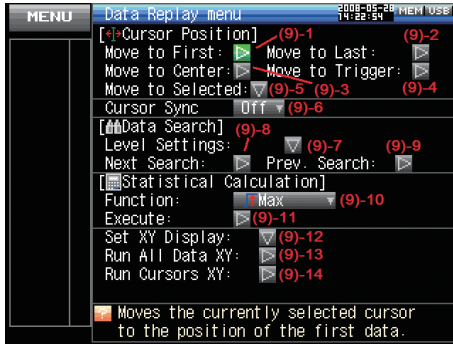 MENU Data Replay menu 2008-05-28 14:22:54 MEM USB
[Cursor Position] (9)-1 (9)-2
Move to First: Move to Last:
Move to Center: Move to Trigger:
Move to Selected: (9)-5 (9)-3 (9)-4
Cursor Sync Off (9)-6
[Data Search] (9)-8
Level Settings: / (9)-7 (9)-9
Next Search: Prev. Search:
[Statistical Calculation]
Function: Max (9)-10
Execute: (9)-11
Set XY Display: (9)-12
Run All Data XY: (9)-13
Run Cursors XY: (9)-14
? Moves the currently selected cursor
to the position of the first data.